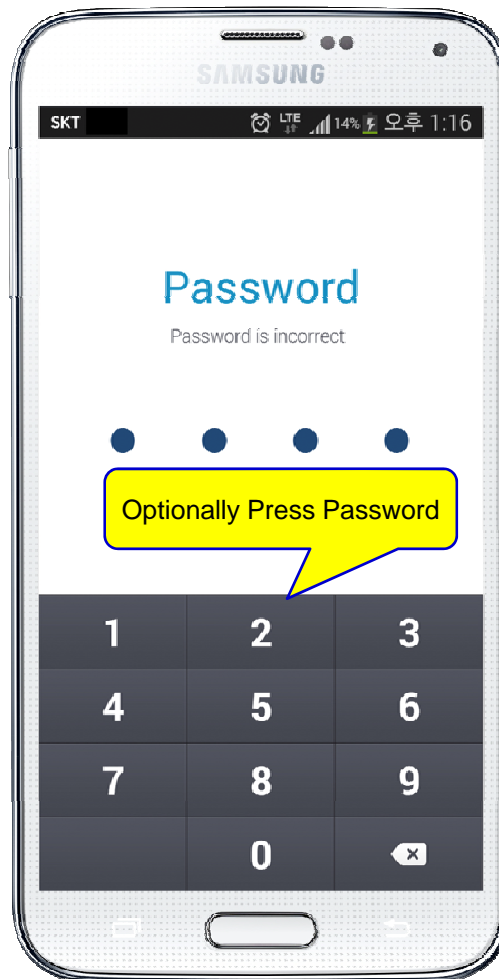 SAMSUNG
SKT LTE 14% 오후 1:16
Password
Password is incorrect
Optionally Press Password
1 2 3
4 5 6
7 8 9
0